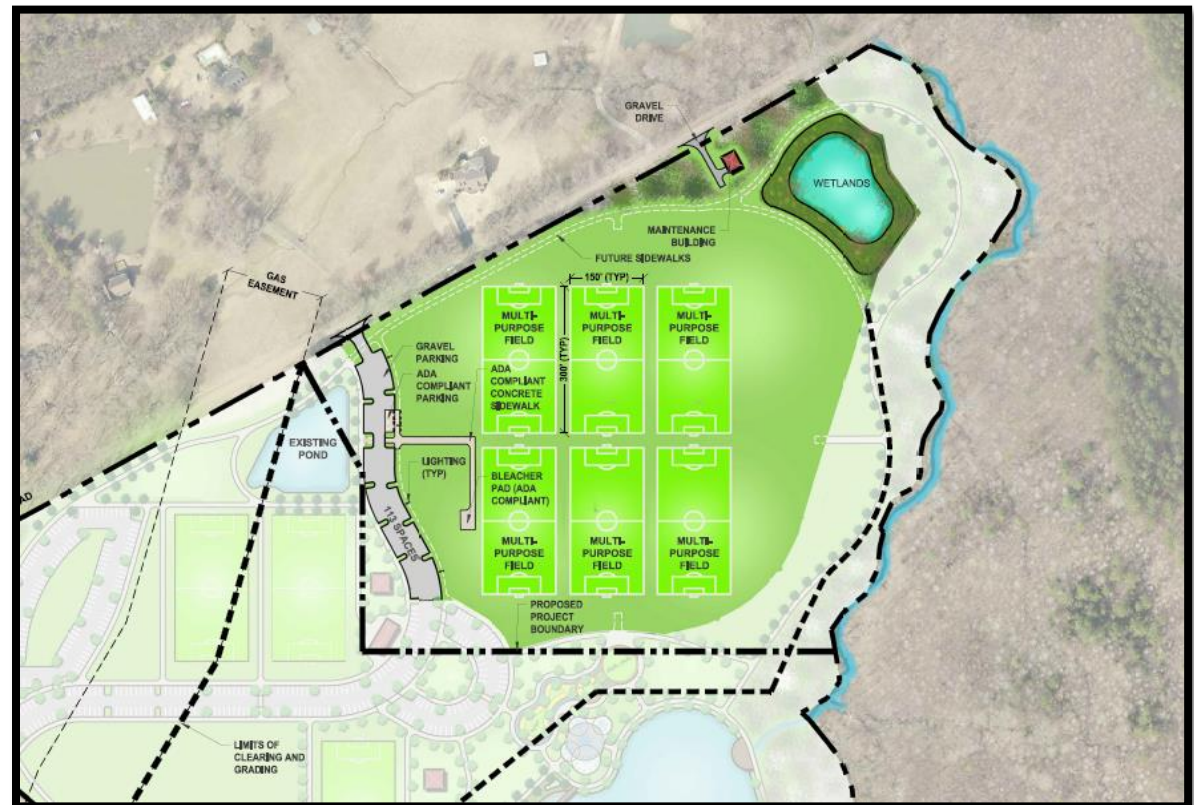 GRAVEL
DRIVE
WETLANDS
MAINTENANCE
BUILDING
FUTURE SIDEWALKS
GAS
EASEMENT
150' (TYP)
300' (TYP)
MULTI-
PURPOSE
FIELD
MULTI-
PURPOSE
FIELD
MULTI-
PURPOSE
FIELD
GRAVEL
PARKING
ADA
COMPLIANT
PARKING
ADA
COMPLIANT
CONCRETE
SIDEWALK
EXISTING
POND
LIGHTING
(TYP)
BLEACHER
PAD (ADA
COMPLIANT)
113 SPACES
MULTI-
PURPOSE
FIELD
MULTI-
PURPOSE
FIELD
MULTI-
PURPOSE
FIELD
PROPOSED
PROJECT
BOUNDARY
LIMITS OF
CLEARING AND
GRADING